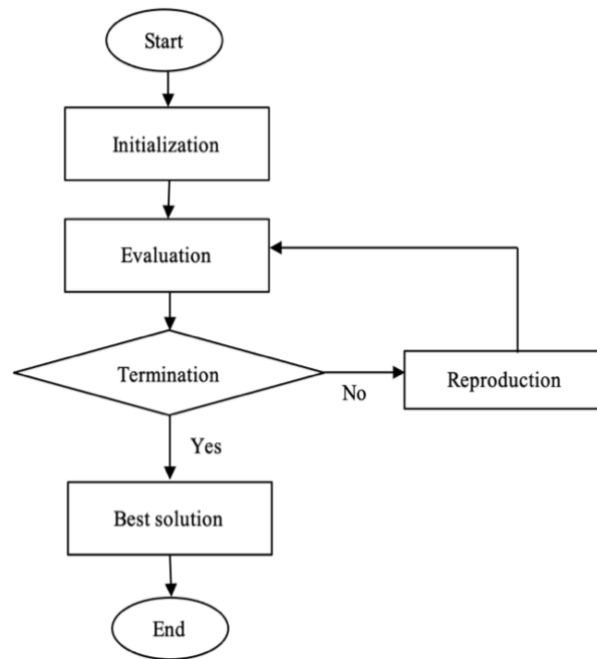 Start
Initialization
Evaluation
Termination
No
Reproduction
Yes
Best solution
End